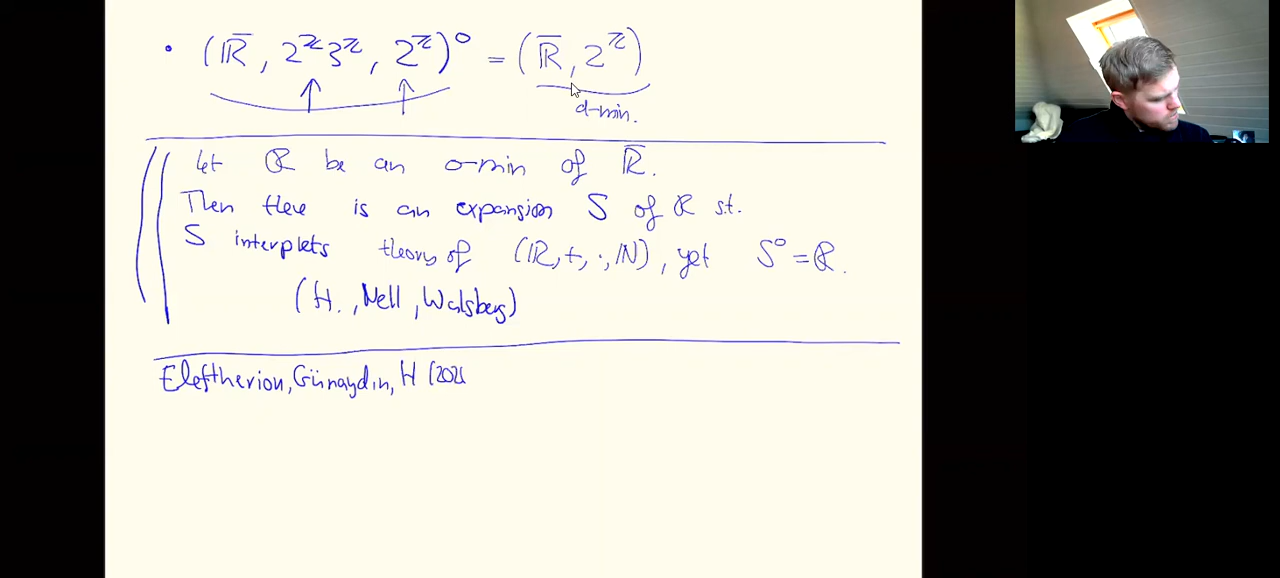 • (ℝ̄, 2^ℤ3^ℤ, 2^ℤ)° = (ℝ̄, 2^ℤ)
d-min.
Let ℛ be an o-min of ℝ̄.
Then there is an expansion S of ℛ s.t.
S interprets theory of (ℝ,+,·,ℕ), yet S° = ℛ.
(H., Nell, Walsberg)
Eleftheriou, Günaydin, H (202